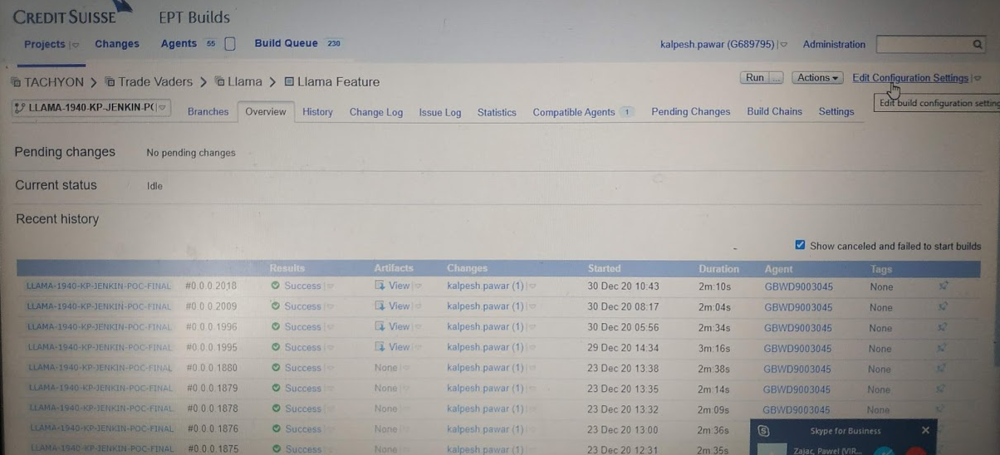 CREDIT SUISSE EPT Builds
Projects Changes Agents 55 Build Queue 230 kalpesh.pawar (G689795) Administration
TACHYON > Trade Vaders > Llama > Llama Feature Run ... Actions Edit Configuration Settings
LLAMA-1940-KP-JENKIN-P( Branches Overview History Change Log Issue Log Statistics Compatible Agents 1 Pending Changes Build Chains Settings
Edit build configuration setting
Pending changes No pending changes
Current status Idle
Recent history
Show canceled and failed to start builds
Results Artifacts Changes Started Duration Agent Tags
LLAMA-1940-KP-JENKIN-POC-FINAL #0.0.0.2018 Success View kalpesh.pawar (1) 30 Dec 20 10:43 2m:10s GBWD9003045 None
LLAMA-1940-KP-JENKIN-POC-FINAL #0.0.0.2009 Success View kalpesh.pawar (1) 30 Dec 20 08:17 2m:04s GBWD9003045 None
LLAMA-1940-KP-JENKIN-POC-FINAL #0.0.0.1996 Success View kalpesh.pawar (1) 30 Dec 20 05:56 2m:34s GBWD9003045 None
LLAMA-1940-KP-JENKIN-POC-FINAL #0.0.0.1995 Success View kalpesh.pawar (1) 29 Dec 20 14:34 3m:16s GBWD9003045 None
LLAMA-1940-KP-JENKIN-POC-FINAL #0.0.0.1880 Success None kalpesh.pawar (1) 23 Dec 20 13:38 2m:38s GBWD9003045 None
LLAMA-1940-KP-JENKIN-POC-FINAL #0.0.0.1879 Success None kalpesh.pawar (1) 23 Dec 20 13:35 2m:14s GBWD9003045 None
LLAMA-1940-KP-JENKIN-POC-FINAL #0.0.0.1878 Success None kalpesh.pawar (1) 23 Dec 20 13:32 2m:09s GBWD9003045 None
LLAMA-1940-KP-JENKIN-POC-FINAL #0.0.0.1876 Success None kalpesh.pawar (1) 23 Dec 20 13:00 2m:36s
LLAMA-1940-KP-JENKIN-POC-FINAL #0.0.0.1875 Success None kalpesh.pawar (1) 23 Dec 20 12:31 2m:35s
Skype for Business
Zajac, Pawel (VIR...